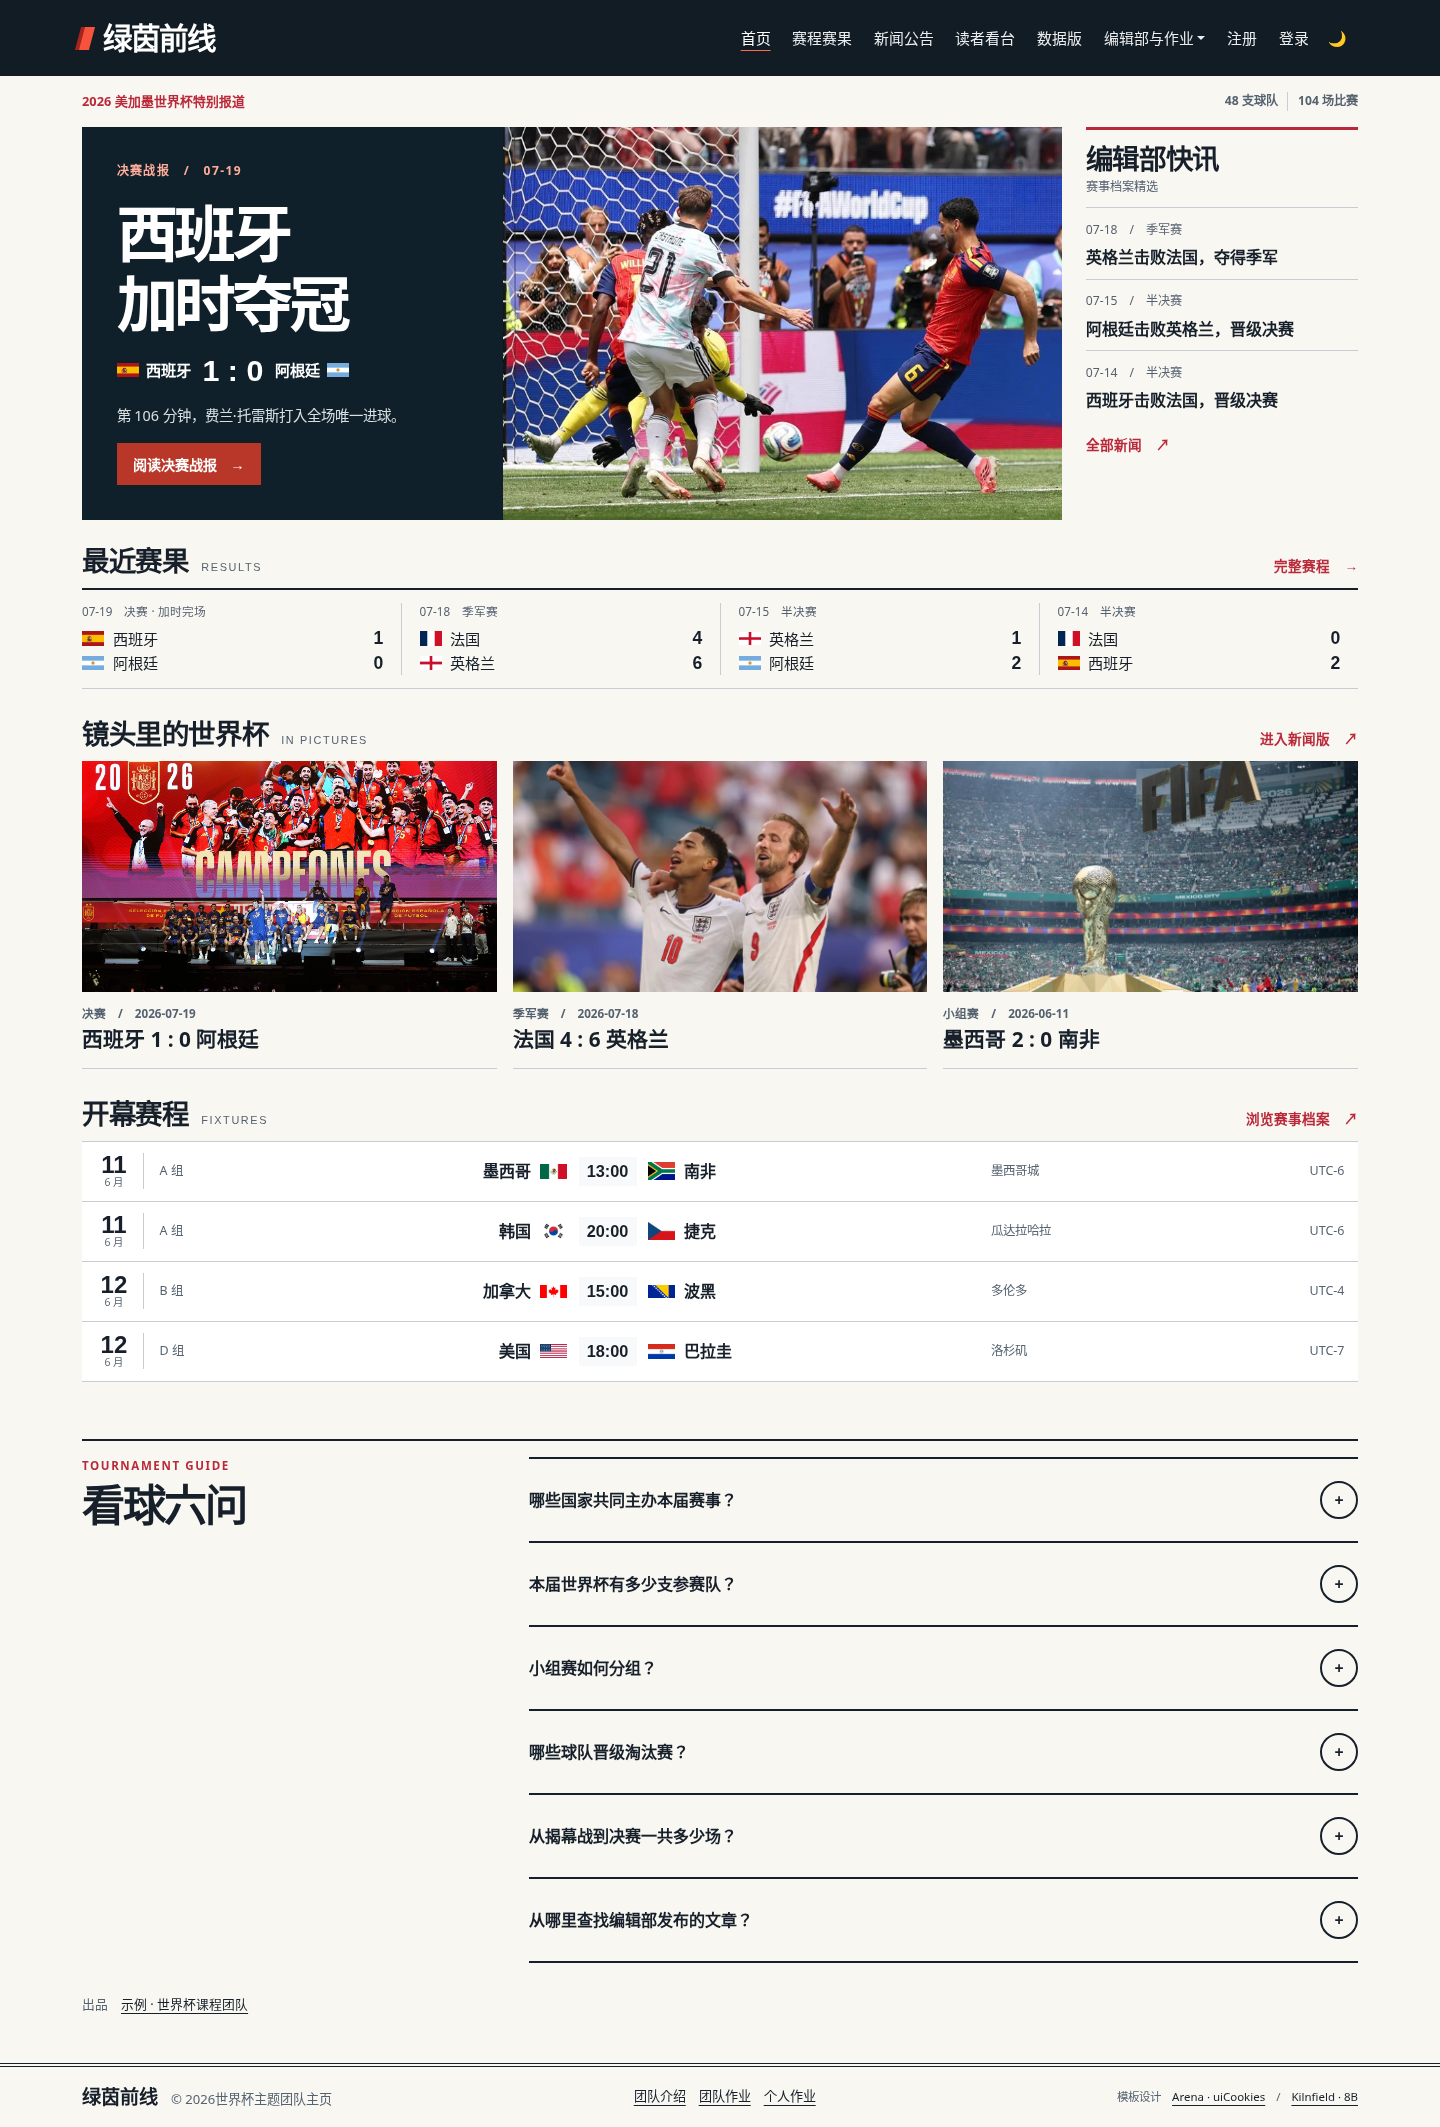 绿茵前线
首页 赛程赛果 新闻公告 读者看台 数据版 编辑部与作业 注册 登录
2026 美加墨世界杯特别报道
48 支球队 104 场比赛
决赛战报 / 07-19
西班牙
加时夺冠
西班牙 1 : 0 阿根廷
第 106 分钟，费兰·托雷斯打入全场唯一进球。
阅读决赛战报 →
21
6
编辑部快讯
赛事档案精选
07-18 / 季军赛
英格兰击败法国，夺得季军
07-15 / 半决赛
阿根廷击败英格兰，晋级决赛
07-14 / 半决赛
西班牙击败法国，晋级决赛
全部新闻 ↗
最近赛果 RESULTS
完整赛程 →
07-19 决赛 · 加时完场
西班牙 1
阿根廷 0
07-18 季军赛
法国 4
英格兰 6
07-15 半决赛
英格兰 1
阿根廷 2
07-14 半决赛
法国 0
西班牙 2
镜头里的世界杯 IN PICTURES
进入新闻版 ↗
20 26
CAMPEONES
10
9
FIFA
2026
MEXICO CITY
决赛 / 2026-07-19
西班牙 1 : 0 阿根廷
季军赛 / 2026-07-18
法国 4 : 6 英格兰
小组赛 / 2026-06-11
墨西哥 2 : 0 南非
开幕赛程 FIXTURES
浏览赛事档案 ↗
11
6 月
A 组 墨西哥 13:00 南非 墨西哥城 UTC-6
11
6 月
A 组 韩国 20:00 捷克 瓜达拉哈拉 UTC-6
12
6 月
B 组 加拿大 15:00 波黑 多伦多 UTC-4
12
6 月
D 组 美国 18:00 巴拉圭 洛杉矶 UTC-7
TOURNAMENT GUIDE
看球六问
哪些国家共同主办本届赛事？ +
本届世界杯有多少支参赛队？ +
小组赛如何分组？ +
哪些球队晋级淘汰赛？ +
从揭幕战到决赛一共多少场？ +
从哪里查找编辑部发布的文章？ +
出品 示例 · 世界杯课程团队
绿茵前线 © 2026世界杯主题团队主页
团队介绍 团队作业 个人作业
模板设计 Arena · uiCookies / Kilnfield · 8B